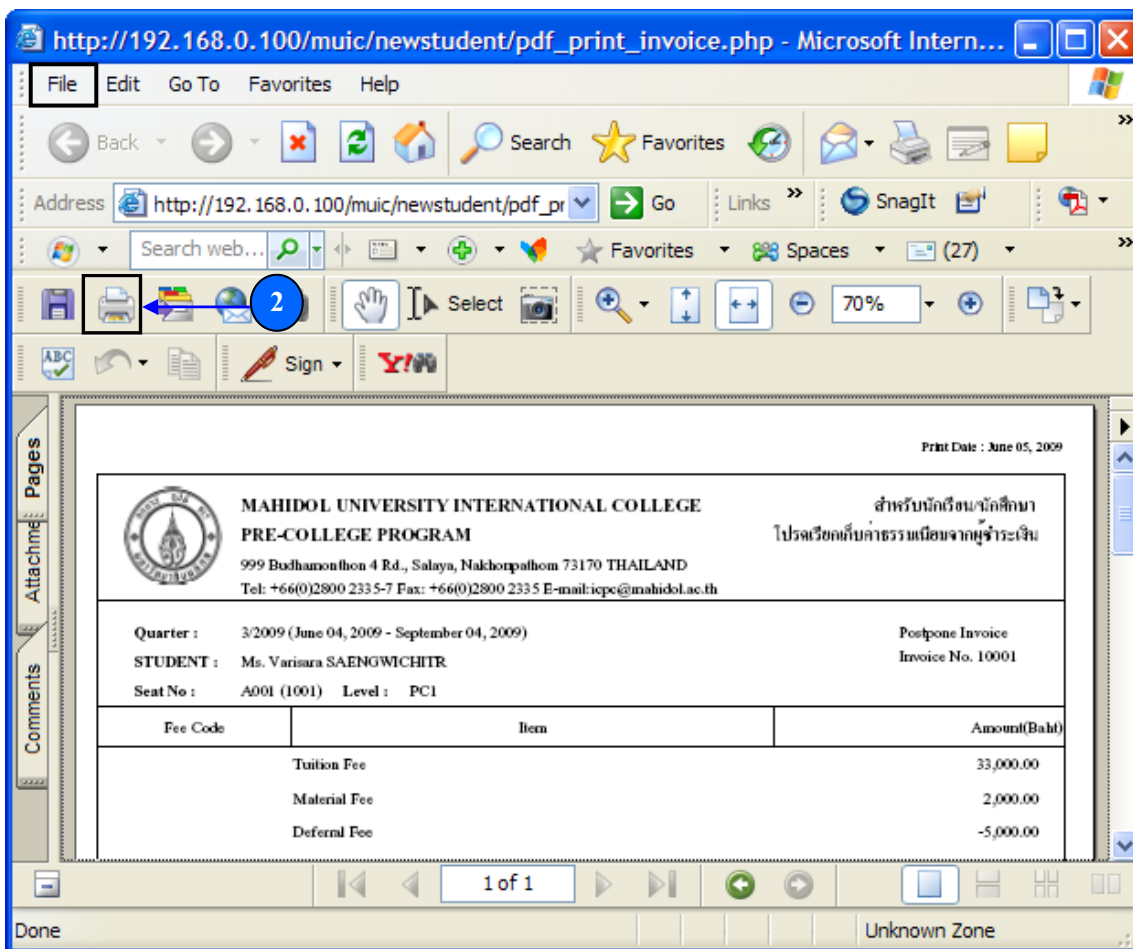 http://192.168.0.100/muic/newstudent/pdf_print_invoice.php - Microsoft Intern...
File Edit Go To Favorites Help
Back Search Favorites »
Address http://192.168.0.100/muic/newstudent/pdf_pr Go Links » SnagIt
Search web... Favorites Spaces (27) »
2 Select 70%
ABC Sign Y!
Pages
Attachme
Comments
Print Date : June 05, 2009
MAHIDOL UNIVERSITY INTERNATIONAL COLLEGE สำหรับนักเรียน/นักศึกษา
PRE-COLLEGE PROGRAM โปรดเรียกเก็บค่าธรรมเนียมจากผู้ชำระเงิน
999 Budhamonthon 4 Rd., Salaya, Nakhonpathom 73170 THAILAND
Tel: +66(0)2800 2335-7 Fax: +66(0)2800 2335 E-mail:icpc@mahidol.ac.th
Quarter : 3/2009 (June 04, 2009 - September 04, 2009) Postpone Invoice
STUDENT : Ms. Varisara SAENGWICHITR Invoice No. 10001
Seat No : A001 (1001) Level : PC1
Fee Code Item Amount(Baht)
Tuition Fee 33,000.00
Material Fee 2,000.00
Deferral Fee -5,000.00
1 of 1
Done Unknown Zone